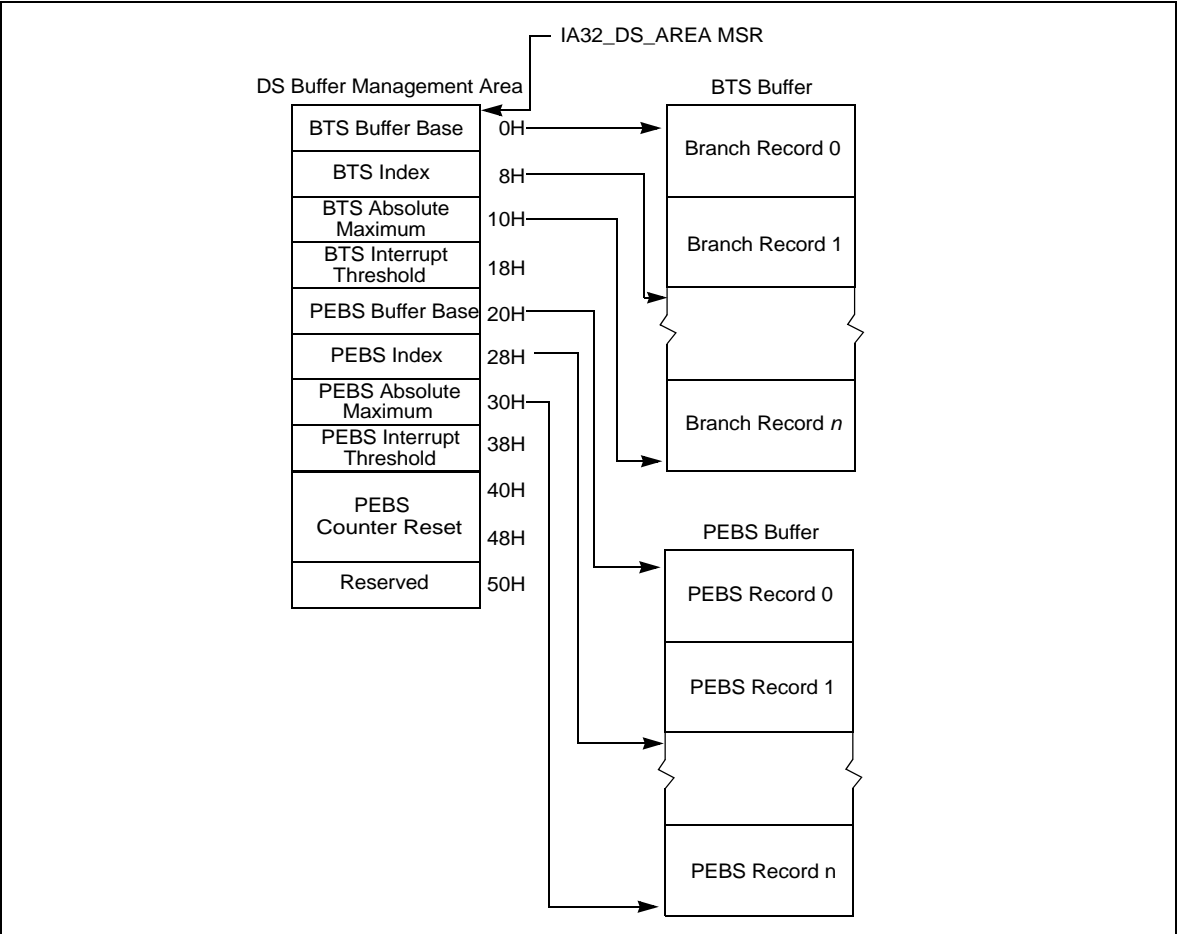 IA32_DS_AREA MSR
DS Buffer Management Area
BTS Buffer Base 0H
BTS Index 8H
BTS Absolute
Maximum 10H
BTS Interrupt
Threshold 18H
PEBS Buffer Base 20H
PEBS Index 28H
PEBS Absolute
Maximum 30H
PEBS Interrupt
Threshold 38H
40H
PEBS
Counter Reset
48H
Reserved 50H
BTS Buffer
Branch Record 0
Branch Record 1
Branch Record n
PEBS Buffer
PEBS Record 0
PEBS Record 1
PEBS Record n